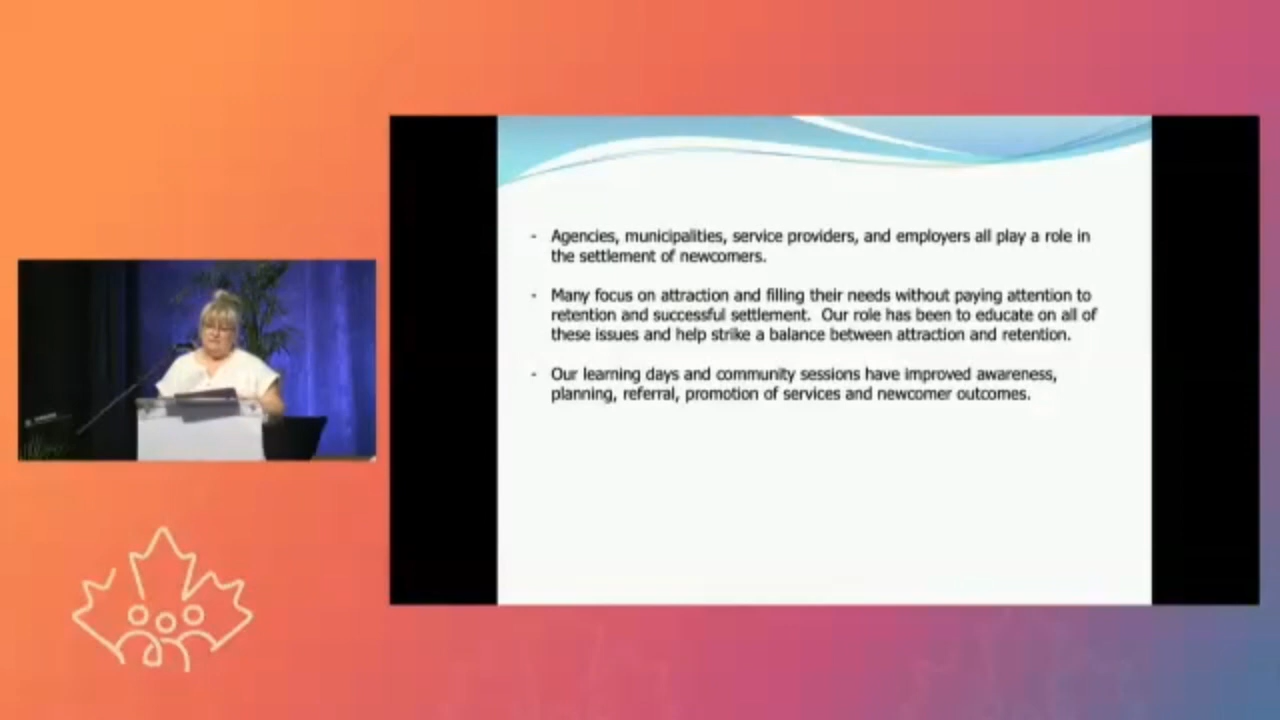 - Agencies, municipalities, service providers, and employers all play a role in
the settlement of newcomers.
- Many focus on attraction and filling their needs without paying attention to
retention and successful settlement. Our role has been to educate on all of
these issues and help strike a balance between attraction and retention.
- Our learning days and community sessions have improved awareness,
planning, referral, promotion of services and newcomer outcomes.